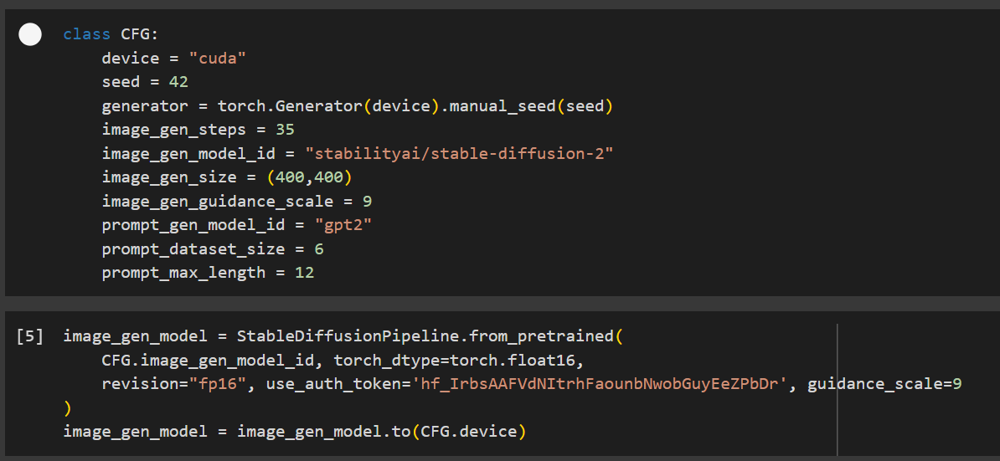 class CFG:
    device = "cuda"
    seed = 42
    generator = torch.Generator(device).manual_seed(seed)
    image_gen_steps = 35
    image_gen_model_id = "stabilityai/stable-diffusion-2"
    image_gen_size = (400,400)
    image_gen_guidance_scale = 9
    prompt_gen_model_id = "gpt2"
    prompt_dataset_size = 6
    prompt_max_length = 12
[5] image_gen_model = StableDiffusionPipeline.from_pretrained(
    CFG.image_gen_model_id, torch_dtype=torch.float16,
    revision="fp16", use_auth_token='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', guidance_scale=9
)
image_gen_model = image_gen_model.to(CFG.device)